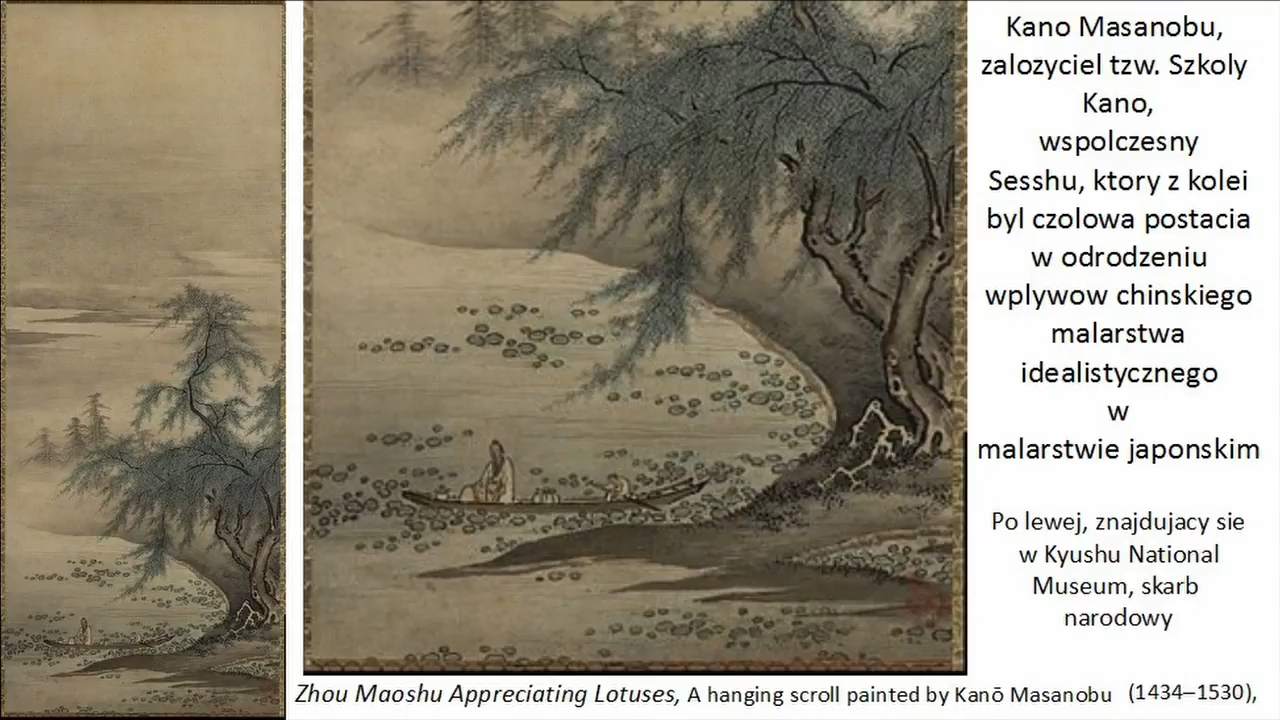 Kano Masanobu,
zalozyciel tzw. Szkoly
Kano,
wspolczesny
Sesshu, ktory z kolei
byl czolowa postacia
w odrodzeniu
wplywow chinskiego
malarstwa
idealistycznego
w
malarstwie japonskim
Po lewej, znajdujacy sie
w Kyushu National
Museum, skarb
narodowy
Zhou Maoshu Appreciating Lotuses, A hanging scroll painted by Kanō Masanobu (1434–1530),